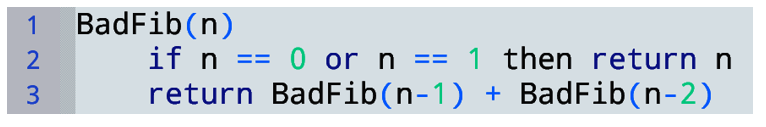 1 BadFib(n)
2     if n == 0 or n == 1 then return n
3     return BadFib(n-1) + BadFib(n-2)